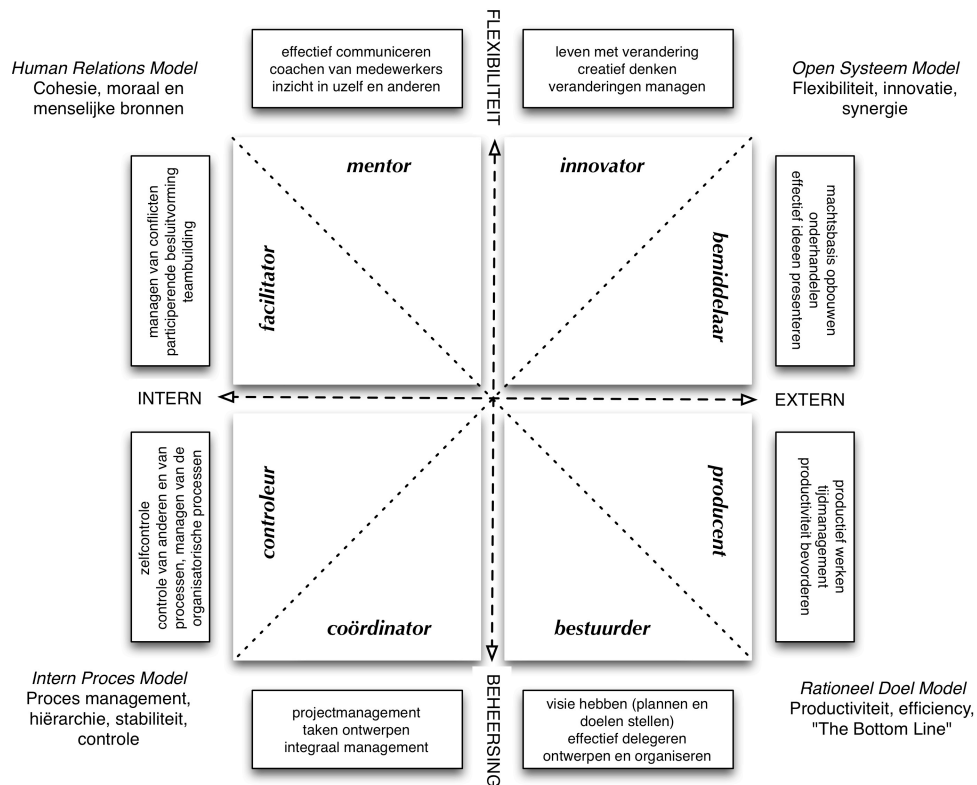 FLEXIBILITEIT
Human Relations Model
Cohesie, moraal en
menselijke bronnen
effectief communiceren
coachen van medewerkers
inzicht in uzelf en anderen
leven met verandering
creatief denken
veranderingen managen
Open Systeem Model
Flexibiliteit, innovatie,
synergie
managen van conflicten
participerende besluitvorming
teambuilding
mentor
facilitator
innovator
bemiddelaar
machtsbasis opbouwen
onderhandelen
effectief ideeen presenteren
INTERN
EXTERN
zelfcontrole
controle van anderen en van
processen, managen van de
organisatorische processen
controleur
coördinator
producent
bestuurder
productief werken
tijdmanagement
productiviteit bevorderen
Intern Proces Model
Proces management,
hiërarchie, stabiliteit,
controle
projectmanagement
taken ontwerpen
integraal management
BEHEERSING
visie hebben (plannen en
doelen stellen)
effectief delegeren
ontwerpen en organiseren
Rationeel Doel Model
Productiviteit, efficiency,
"The Bottom Line"